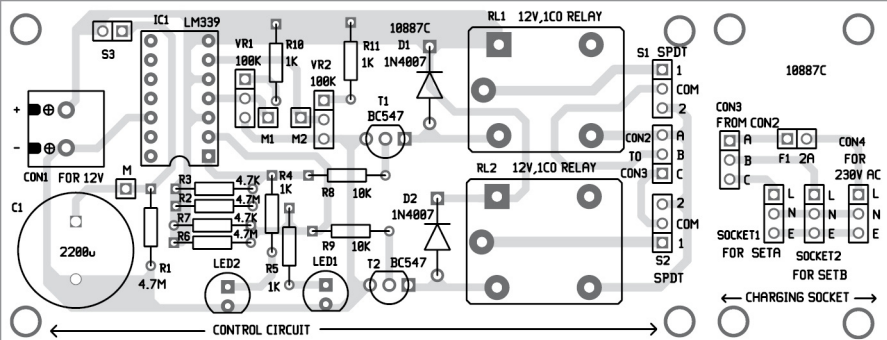 IC1 LM339
S3
VR1
100K
R10
1K
R11
1K
VR2
100K
10887C
D1
1N4007
RL1 12V,1CO RELAY
S1 SPDT
1
COM
2
10887C
+
-
CON1 FOR 12V
M1
M2
T1
BC547
CON2
TO
CON3
A
B
C
CON3
FROM CON2
A
B
C
F1 2A
CON4
FOR
230V AC
M
C1
2200u
R1
4.7M
R3 4.7K
R2 4.7M
R7 4.7K
R6 4.7M
R4
1K
R5
1K
R8 10K
R9 10K
D2
1N4007
RL2 12V,1CO RELAY
2
COM
1
S2
SPDT
L
N
E
L
N
E
L
N
E
SOCKET1
FOR SETA
SOCKET2
FOR SETB
LED2
LED1
T2 BC547
CONTROL CIRCUIT
CHARGING SOCKET